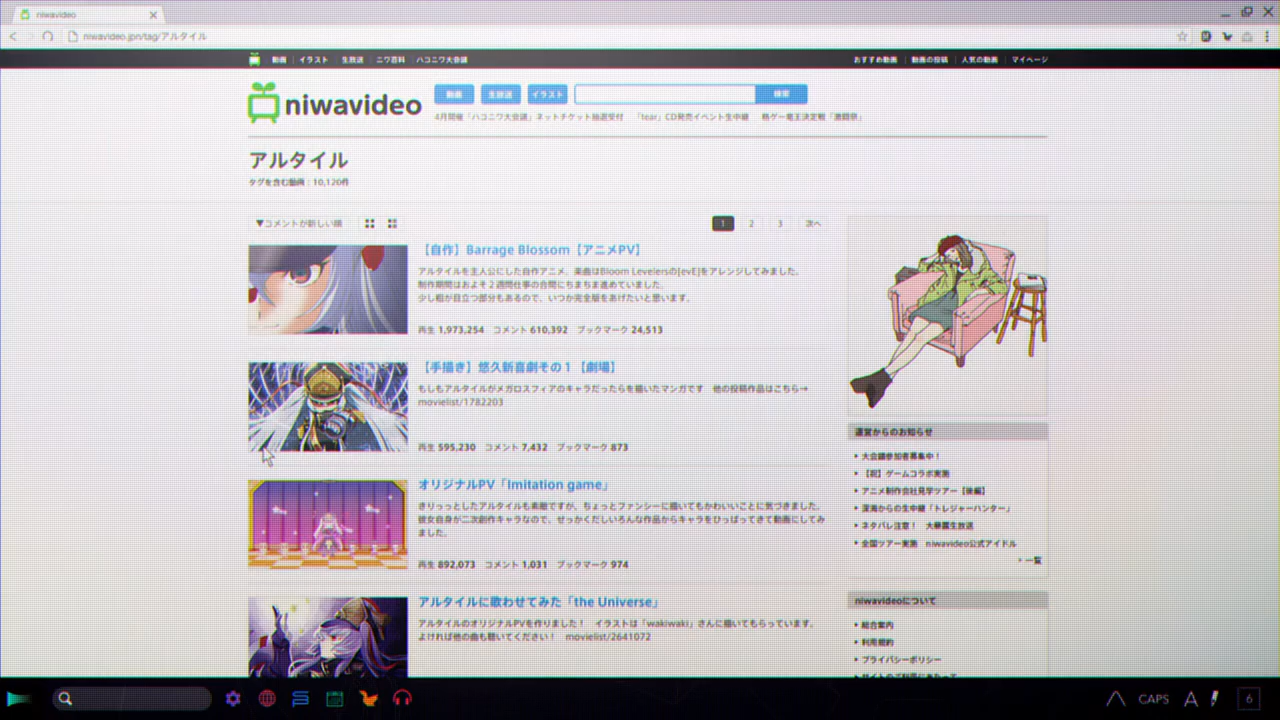 niwavideo
niwavideo.jpn/tag/アルタイル
動画 イラスト 生放送 ニワ百科 ハコニワ大会議
おすすめ動画 動画の投稿 人気の動画 マイページ
niwavideo
動画 生放送 イラスト 検索
4月開催「ハコニワ大会議」ネットチケット抽選受付 「tear」CD発売イベント生中継 格ゲー竜王決定戦「激闘祭」
アルタイル
タグを含む動画:10,120件
▼コメントが新しい順
1 2 3 次へ
【自作】Barrage Blossom【アニメPV】
アルタイルを主人公にした自作アニメ。楽曲はBloom Levelersの[evE]をアレンジしてみました。
制作期間はおよそ2週間仕事の合間にちまちま進めていました。
少し粗が目立つ部分もあるので、いつか完全版をあげたいと思います。
再生 1,973,254 コメント 610,392 ブックマーク 24,513
【手描き】悠久新喜劇その1【劇場】
もしもアルタイルがメガロスフィアのキャラだったらを描いたマンガです 他の投稿作品はこちら→
movielist/1782203
再生 595,230 コメント 7,432 ブックマーク 873
オリジナルPV「Imitation game」
きりっっとしたアルタイルも素敵ですが、ちょっとファンシーに描いてもかわいいことに気づきました。
彼女自身が二次創作キャラなので、せっかくだしいろんな作品からキャラをひっぱってきて動画にしてみ
ました。
再生 892,073 コメント 1,031 ブックマーク 974
アルタイルに歌わせてみた「the Universe」
アルタイルのオリジナルPVを作りました! イラストは「wakiwaki」さんに描いてもらっています。
よければ他の曲も聴いてください! movielist/2641072
運営からのお知らせ
大会議参加者募集中!
【祝】ゲームコラボ実施
アニメ制作会社見学ツアー【後編】
深海からの生中継「トレジャーハンター」
ネタバレ注意! 大暴露生放送
全国ツアー実施 niwavideo公式アイドル
一覧
niwavideoについて
総合案内
利用規約
プライバシーポリシー
CAPS A 6